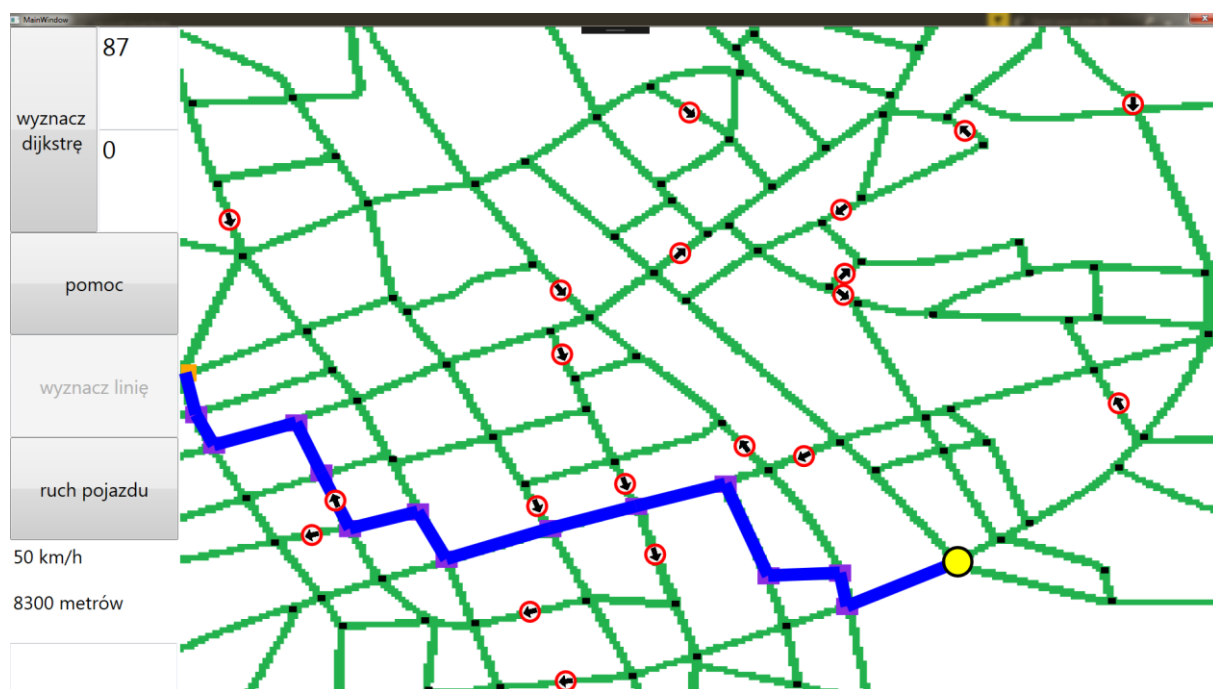 MainWindow
87
wyznacz
dijkstrę
0
pomoc
wyznacz linię
ruch pojazdu
50 km/h
8300 metrów